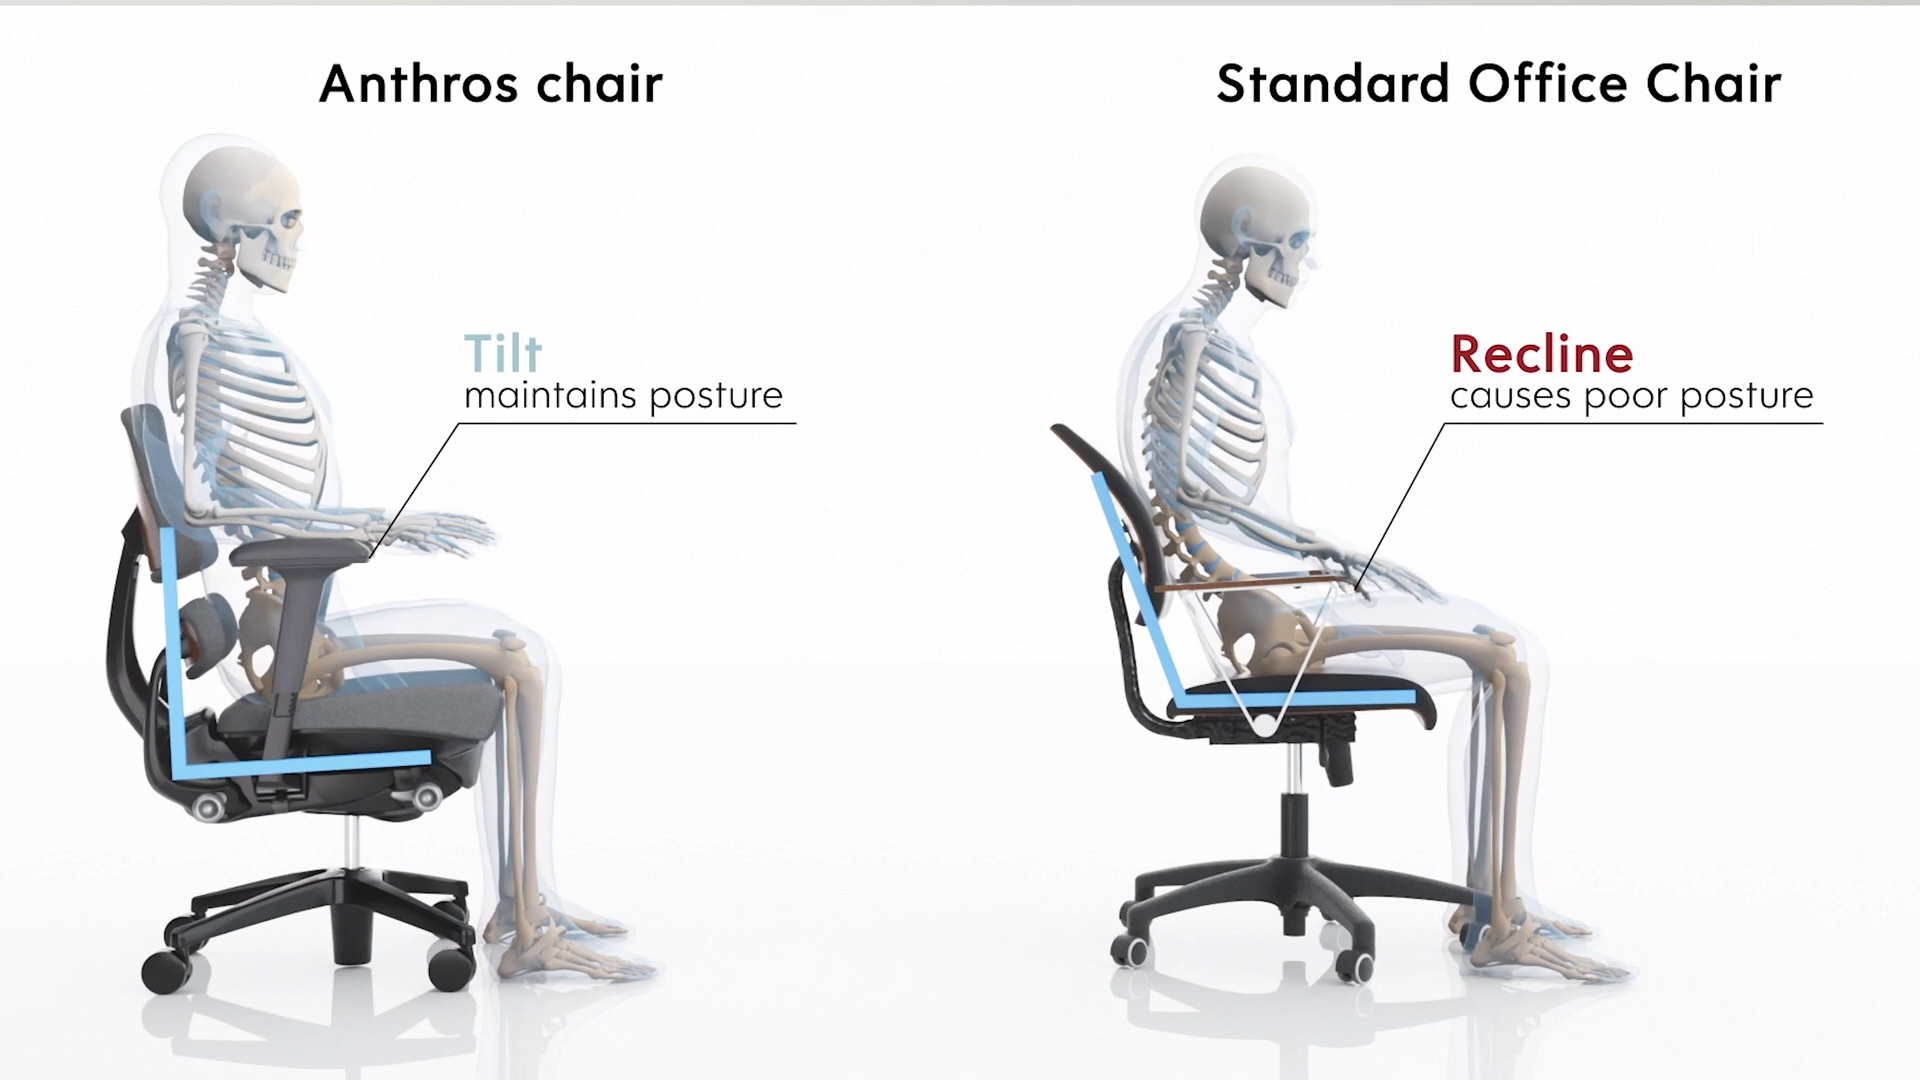 Anthros chair
Standard Office Chair
Tilt
maintains posture
Recline
causes poor posture